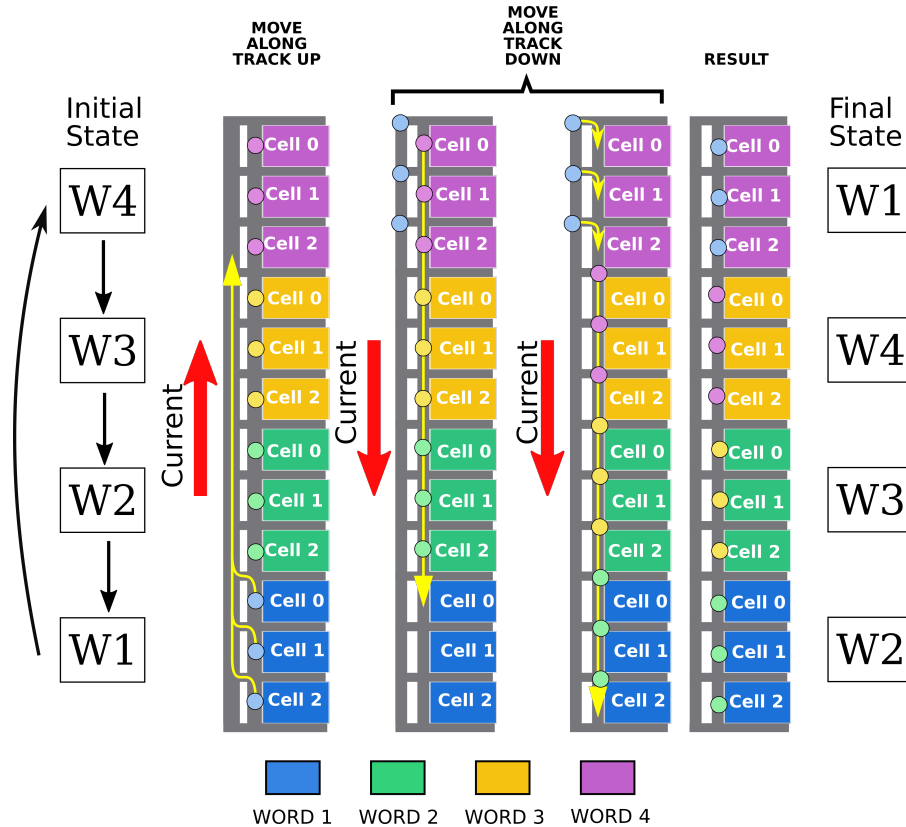 MOVE
ALONG
TRACK UP
MOVE
ALONG
TRACK
DOWN
RESULT
Initial
State
Final
State
W4
W3
W2
W1
Current
Cell 0
Cell 1
Cell 2
Cell 0
Cell 1
Cell 2
Cell 0
Cell 1
Cell 2
Cell 0
Cell 1
Cell 2
Current
Cell 0
Cell 1
Cell 2
Cell 0
Cell 1
Cell 2
Cell 0
Cell 1
Cell 2
Cell 0
Cell 1
Cell 2
Current
Cell 0
Cell 1
Cell 2
Cell 0
Cell 1
Cell 2
Cell 0
Cell 1
Cell 2
Cell 0
Cell 1
Cell 2
Cell 0
Cell 1
Cell 2
Cell 0
Cell 1
Cell 2
Cell 0
Cell 1
Cell 2
Cell 0
Cell 1
Cell 2
W1
W4
W3
W2
WORD 1
WORD 2
WORD 3
WORD 4